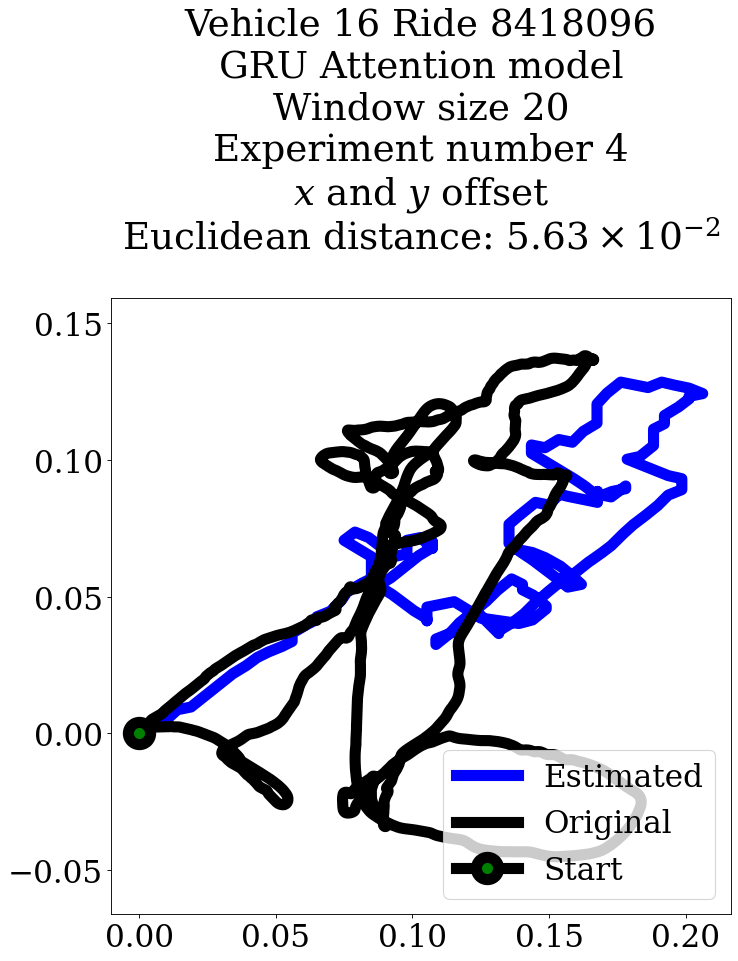 Vehicle 16 Ride 8418096
GRU Attention model
Window size 20
Experiment number 4
x and y offset
Euclidean distance: 5.63 × 10⁻²
0.15
0.10
0.05
0.00
−0.05
Estimated
Original
Start
0.00 0.05 0.10 0.15 0.20